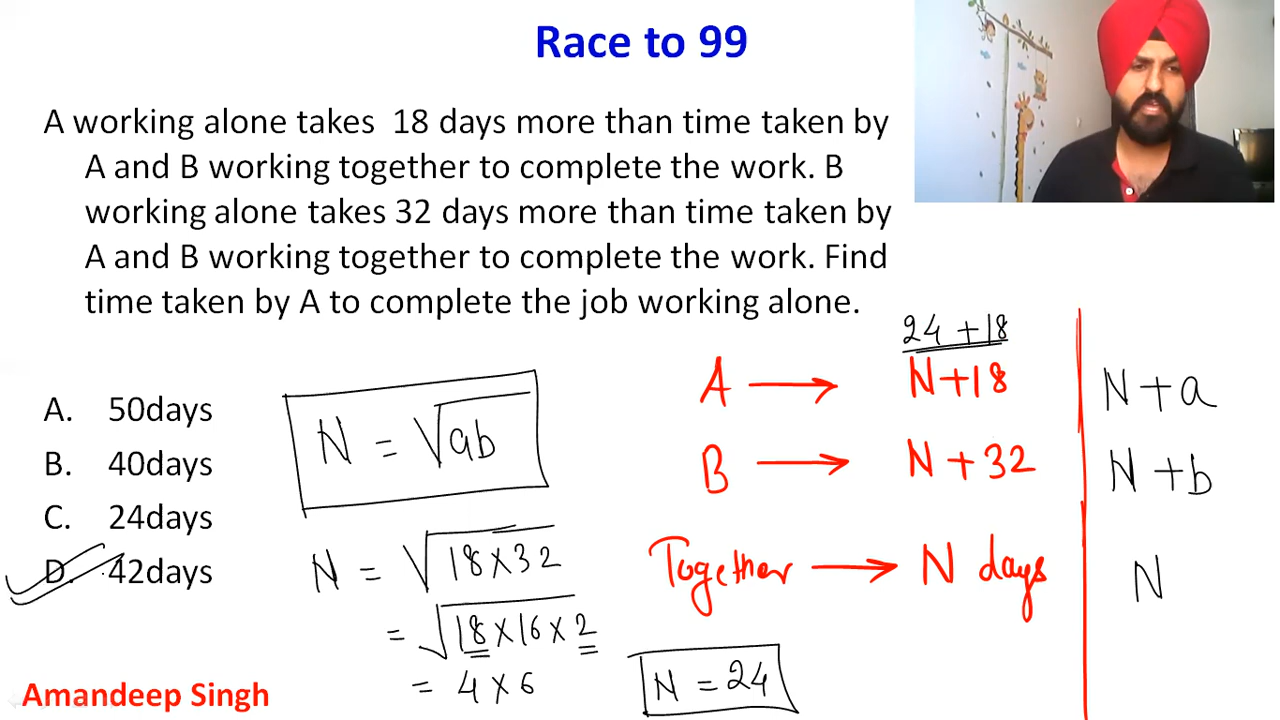 Race to 99
A working alone takes 18 days more than time taken by
A and B working together to complete the work. B
working alone takes 32 days more than time taken by
A and B working together to complete the work. Find
time taken by A to complete the job working alone.
A. 50days
B. 40days
C. 24days
D. 42days
N = √ab
N = √18×32
= √18×16×2
= 4×6
N = 24
24 + 18
A → N+18
B → N+32
Together → N days
N+a
N+b
N
Amandeep Singh